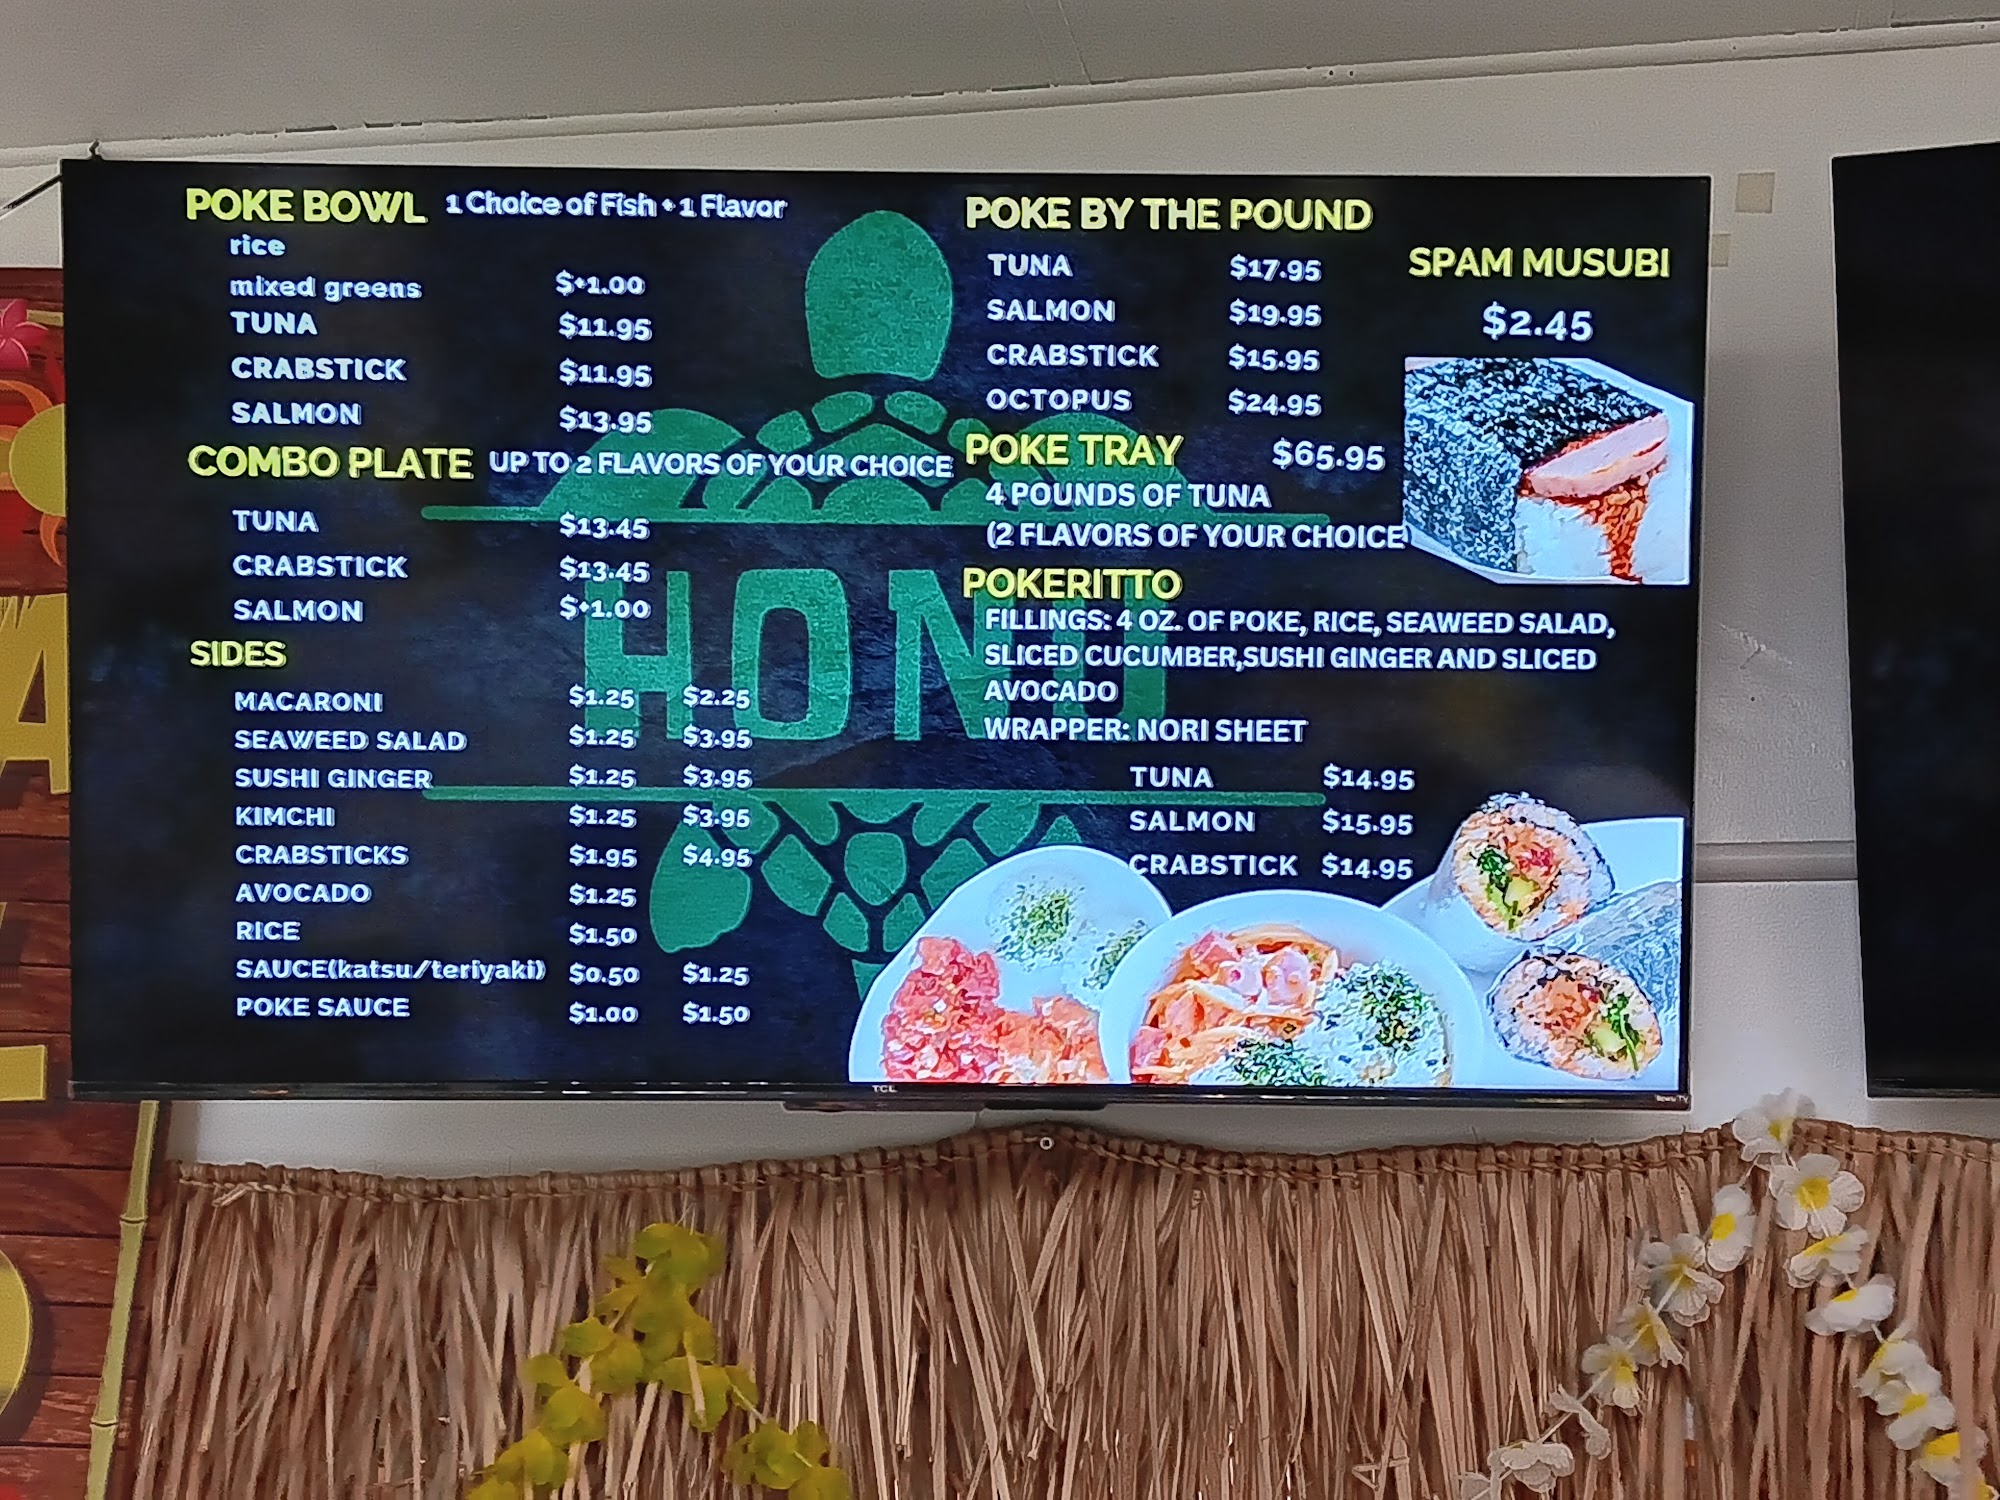 POKE BOWL 1 Choice of Fish + 1 Flavor
rice
mixed greens $+1.00
TUNA $11.95
CRABSTICK $11.95
SALMON $13.95
COMBO PLATE UP TO 2 FLAVORS OF YOUR CHOICE
TUNA $13.45
CRABSTICK $13.45
SALMON $+1.00
SIDES
MACARONI $1.25 $2.25
SEAWEED SALAD $1.25 $3.95
SUSHI GINGER $1.25 $3.95
KIMCHI $1.25 $3.95
CRABSTICKS $1.95 $4.95
AVOCADO $1.25
RICE $1.50
SAUCE(katsu/teriyaki) $0.50 $1.25
POKE SAUCE $1.00 $1.50
HONU
POKE BY THE POUND
TUNA $17.95
SALMON $19.95
CRABSTICK $15.95
OCTOPUS $24.95
POKE TRAY $65.95
4 POUNDS OF TUNA
(2 FLAVORS OF YOUR CHOICE
POKERITTO
FILLINGS: 4 OZ. OF POKE, RICE, SEAWEED SALAD,
SLICED CUCUMBER,SUSHI GINGER AND SLICED
AVOCADO
WRAPPER: NORI SHEET
TUNA $14.95
SALMON $15.95
CRABSTICK $14.95
SPAM MUSUBI
$2.45
TCL
Roku TV